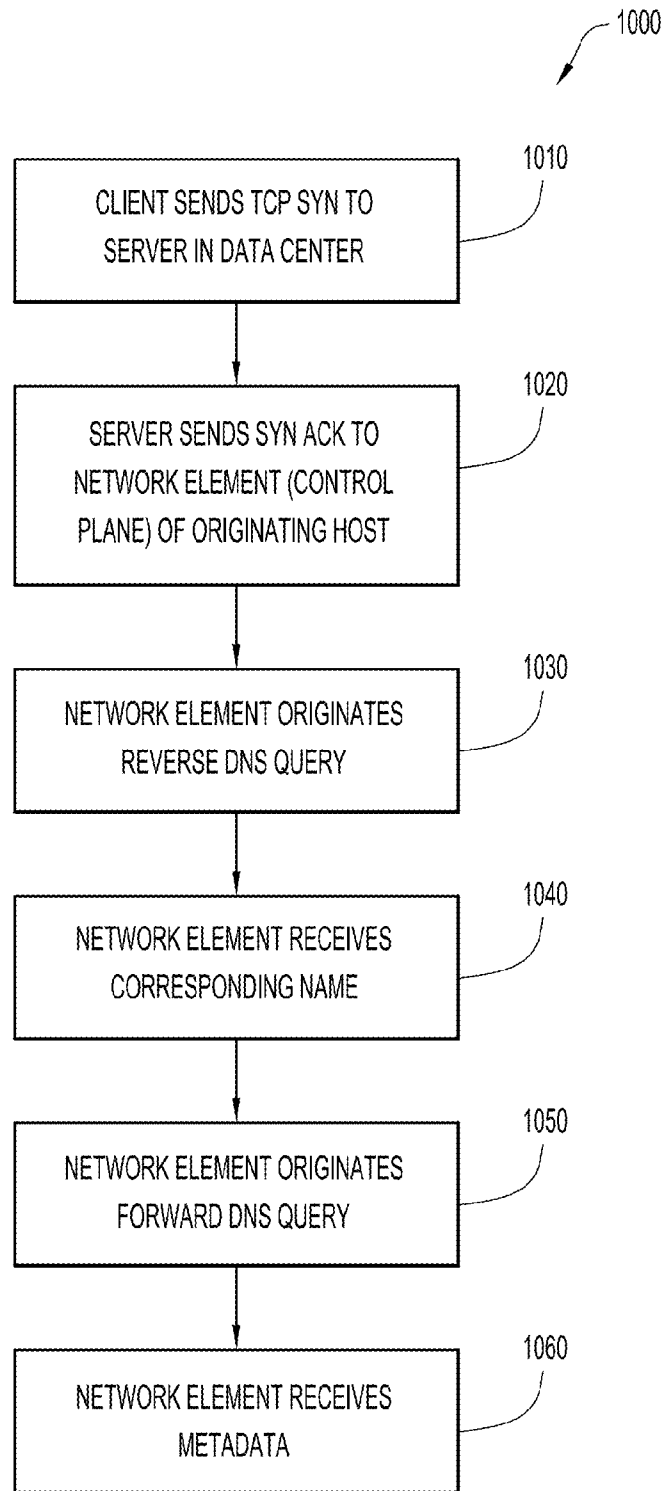 1000
1010
CLIENT SENDS TCP SYN TO
SERVER IN DATA CENTER
1020
SERVER SENDS SYN ACK TO
NETWORK ELEMENT (CONTROL
PLANE) OF ORIGINATING HOST
1030
NETWORK ELEMENT ORIGINATES
REVERSE DNS QUERY
1040
NETWORK ELEMENT RECEIVES
CORRESPONDING NAME
1050
NETWORK ELEMENT ORIGINATES
FORWARD DNS QUERY
1060
NETWORK ELEMENT RECEIVES
METADATA